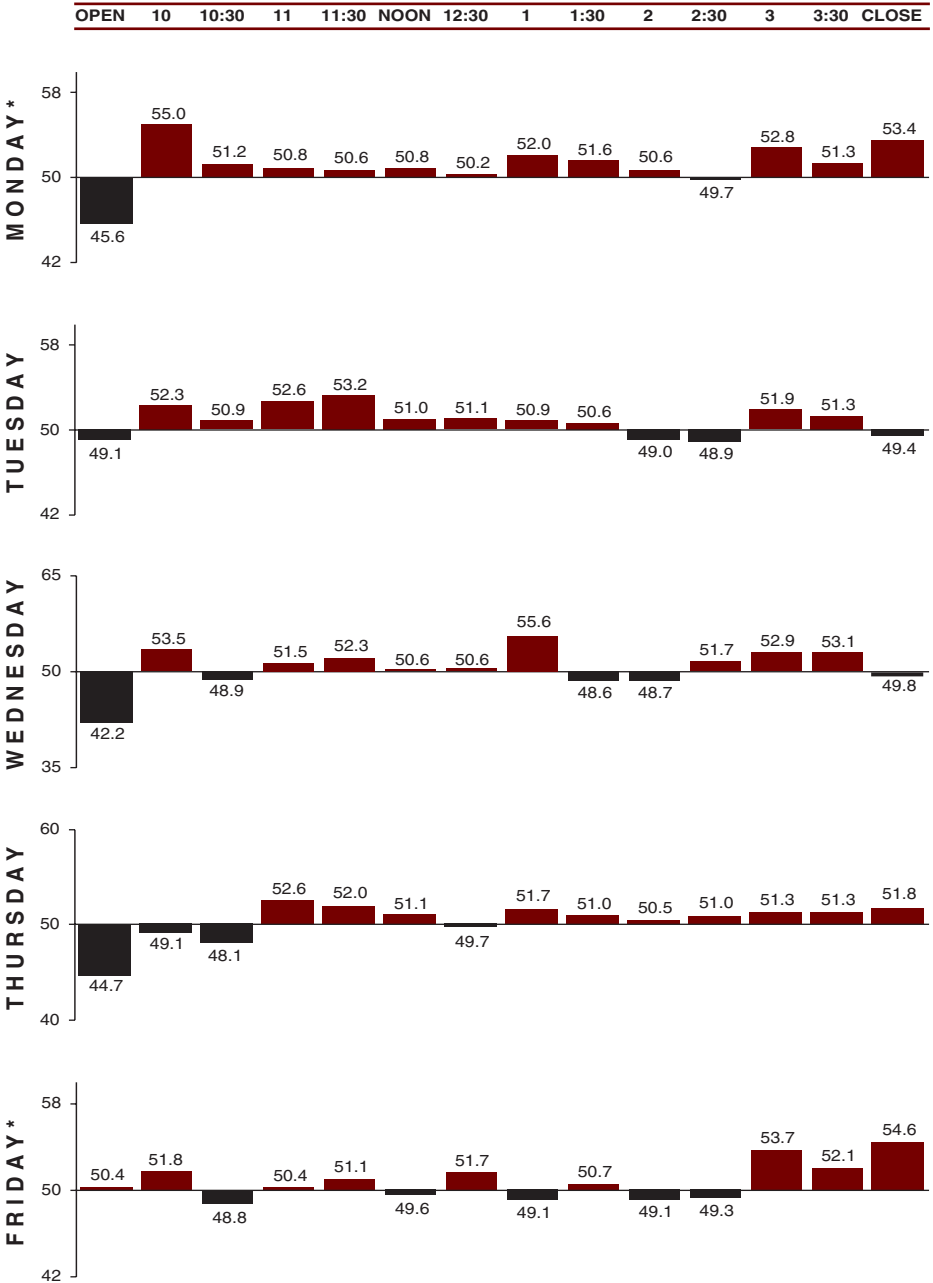 OPEN 10 10:30 11 11:30 NOON 12:30 1 1:30 2 2:30 3 3:30 CLOSE
MONDAY*
58
50
42
45.6 55.0 51.2 50.8 50.6 50.8 50.2 52.0 51.6 50.6 49.7 52.8 51.3 53.4
TUESDAY
58
50
42
49.1 52.3 50.9 52.6 53.2 51.0 51.1 50.9 50.6 49.0 48.9 51.9 51.3 49.4
WEDNESDAY
65
50
35
42.2 53.5 48.9 51.5 52.3 50.6 50.6 55.6 48.6 48.7 51.7 52.9 53.1 49.8
THURSDAY
60
50
40
44.7 49.1 48.1 52.6 52.0 51.1 49.7 51.7 51.0 50.5 51.0 51.3 51.3 51.8
FRIDAY*
58
50
42
50.4 51.8 48.8 50.4 51.1 49.6 51.7 49.1 50.7 49.1 49.3 53.7 52.1 54.6